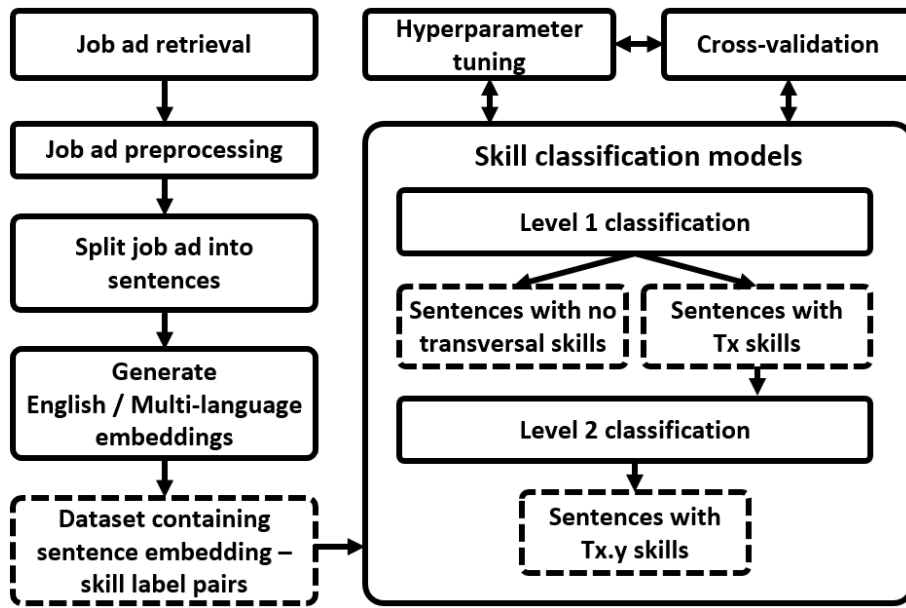 Job ad retrieval
Job ad preprocessing
Split job ad into
sentences
Generate
English / Multi-language
embeddings
Dataset containing
sentence embedding –
skill label pairs
Hyperparameter
tuning
Cross-validation
Skill classification models
Level 1 classification
Sentences with no
transversal skills
Sentences with
Tx skills
Level 2 classification
Sentences with
Tx.y skills